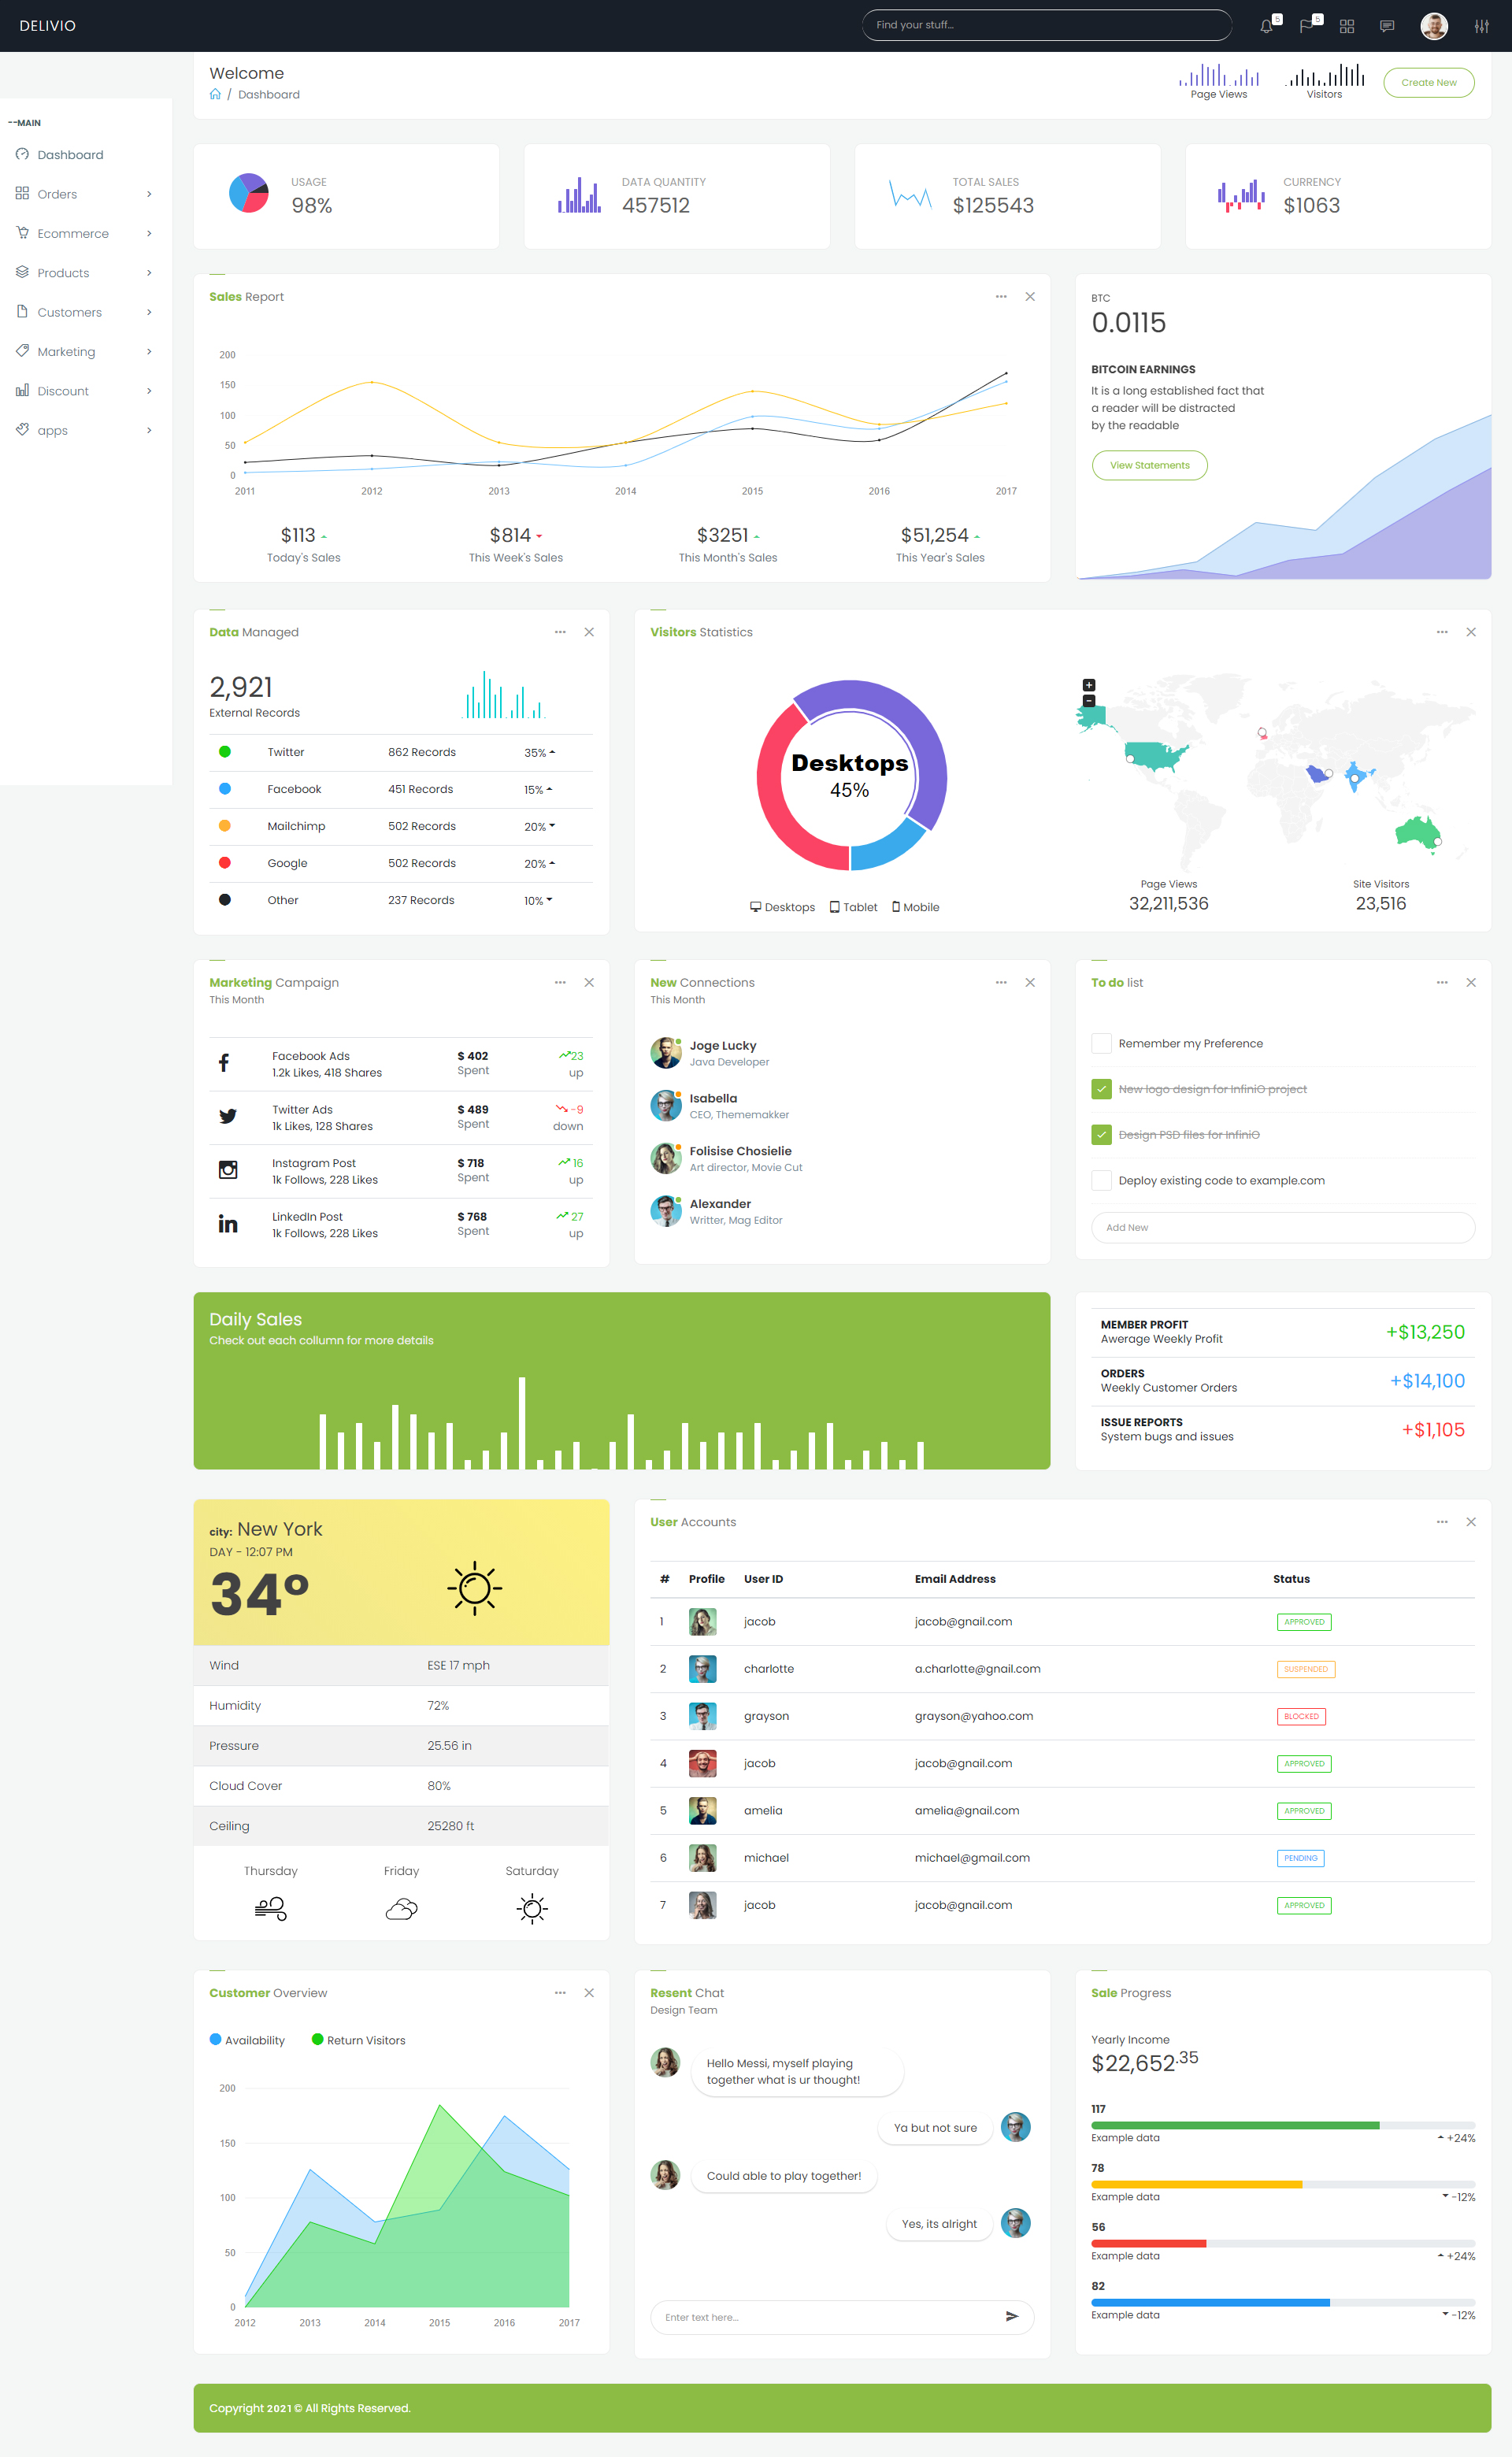 DELIVIO
Find your stuff...
5
5
Welcome
/ Dashboard
Page Views
Visitors
Create New
--MAIN
Dashboard
Orders
Ecommerce
Products
Customers
Marketing
Discount
apps
USAGE
98%
DATA QUANTITY
457512
TOTAL SALES
$125543
CURRENCY
$1063
Sales Report
200
150
100
50
0
2011 2012 2013 2014 2015 2016 2017
$113
Today's Sales
$814
This Week's Sales
$3251
This Month's Sales
$51,254
This Year's Sales
BTC
0.0115
BITCOIN EARNINGS
It is a long established fact that
a reader will be distracted
by the readable
View Statements
Data Managed
2,921
External Records
Twitter 862 Records 35%
Facebook 451 Records 15%
Mailchimp 502 Records 20%
Google 502 Records 20%
Other 237 Records 10%
Visitors Statistics
Desktops
45%
Desktops Tablet Mobile
+
−
Page Views
32,211,536
Site Visitors
23,516
Marketing Campaign
This Month
Facebook Ads $ 402 23
1.2k Likes, 418 Shares Spent up
Twitter Ads $ 489 -9
1k Likes, 128 Shares Spent down
Instagram Post $ 718 16
1k Follows, 228 Likes Spent up
LinkedIn Post $ 768 27
1k Follows, 228 Likes Spent up
New Connections
This Month
Joge Lucky
Java Developer
Isabella
CEO, Thememakker
Folisise Chosielie
Art director, Movie Cut
Alexander
Writter, Mag Editor
To do list
Remember my Preference
New logo design for InfiniO project
Design PSD files for InfiniO
Deploy existing code to example.com
Add New
Daily Sales
Check out each collumn for more details
MEMBER PROFIT
Awerage Weekly Profit
+$13,250
ORDERS
Weekly Customer Orders
+$14,100
ISSUE REPORTS
System bugs and issues
+$1,105
city: New York
DAY - 12:07 PM
34°
Wind ESE 17 mph
Humidity 72%
Pressure 25.56 in
Cloud Cover 80%
Ceiling 25280 ft
Thursday Friday Saturday
User Accounts
# Profile User ID Email Address Status
1 jacob jacob@gnail.com APPROVED
2 charlotte a.charlotte@gnail.com SUSPENDED
3 grayson grayson@yahoo.com BLOCKED
4 jacob jacob@gnail.com APPROVED
5 amelia amelia@gnail.com APPROVED
6 michael michael@gmail.com PENDING
7 jacob jacob@gnail.com APPROVED
Customer Overview
Availability Return Visitors
200
150
100
50
0
2012 2013 2014 2015 2016 2017
Resent Chat
Design Team
Hello Messi, myself playing
together what is ur thought!
Ya but not sure
Could able to play together!
Yes, its alright
Enter text here...
Sale Progress
Yearly Income
$22,652.35
117
Example data +24%
78
Example data -12%
56
Example data +24%
82
Example data -12%
Copyright 2021 © All Rights Reserved.